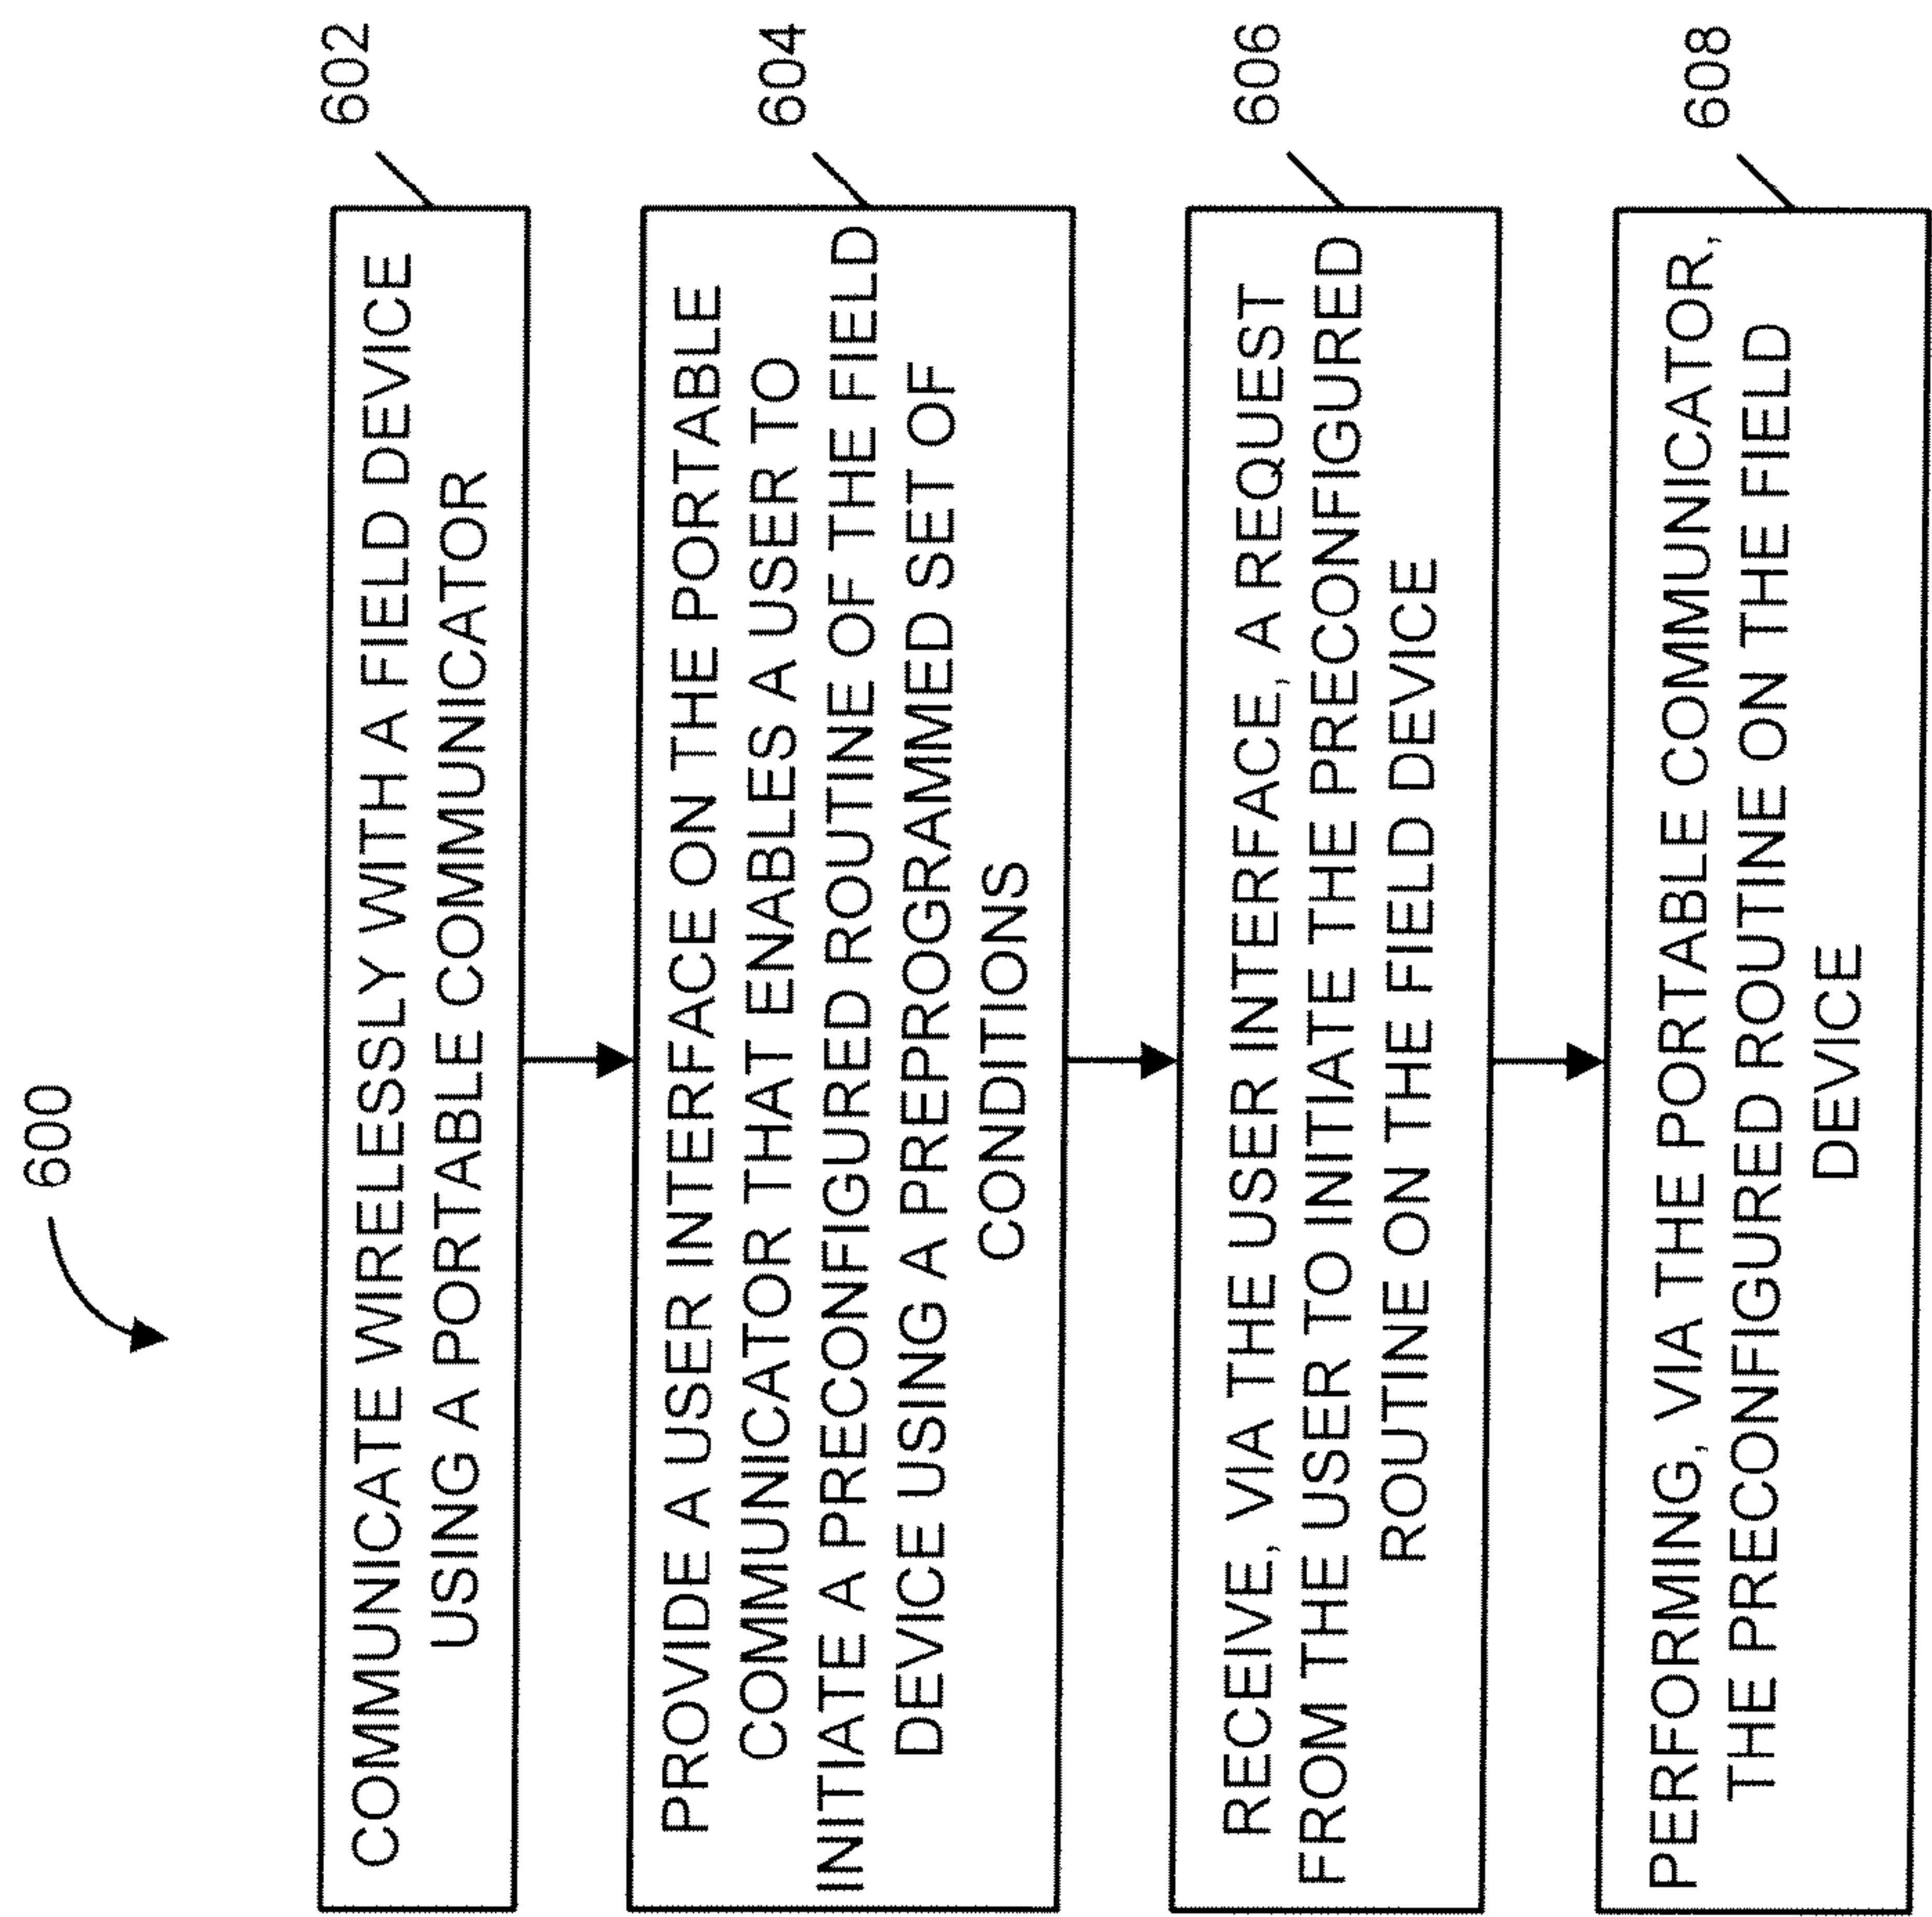 600
602
COMMUNICATE WIRELESSLY WITH A FIELD DEVICE
USING A PORTABLE COMMUNICATOR
604
PROVIDE A USER INTERFACE ON THE PORTABLE
COMMUNICATOR THAT ENABLES A USER TO
INITIATE A PRECONFIGURED ROUTINE OF THE FIELD
DEVICE USING A PREPROGRAMMED SET OF
CONDITIONS
606
RECEIVE, VIA THE USER INTERFACE, A REQUEST
FROM THE USER TO INITIATE THE PRECONFIGURED
ROUTINE ON THE FIELD DEVICE
608
PERFORMING, VIA THE PORTABLE COMMUNICATOR,
THE PRECONFIGURED ROUTINE ON THE FIELD
DEVICE